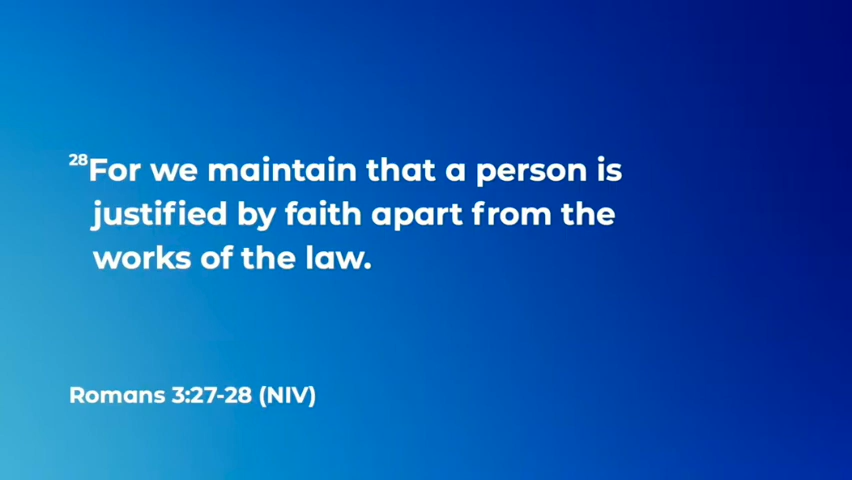 28For we maintain that a person is
justified by faith apart from the
works of the law.
Romans 3:27-28 (NIV)